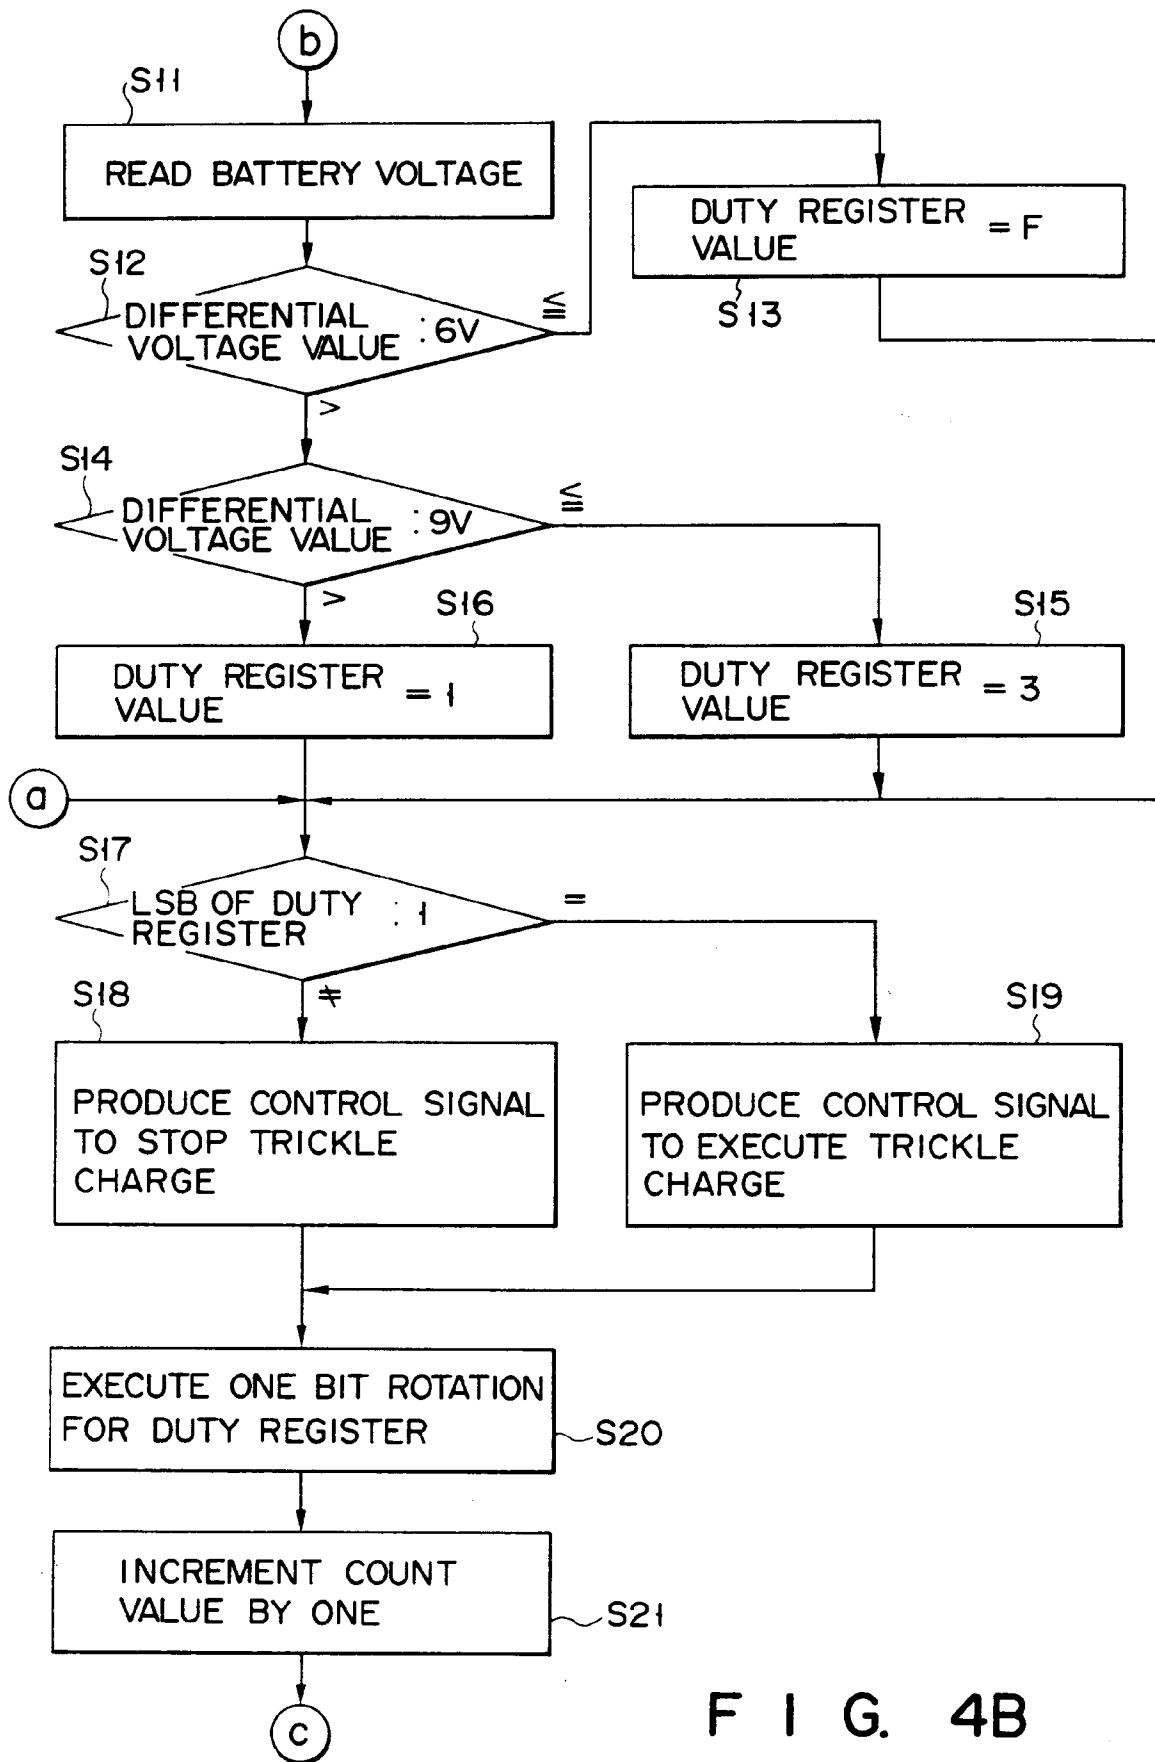 b
S11
READ BATTERY VOLTAGE
DUTY REGISTER
VALUE = F
S13
S12
DIFFERENTIAL
VOLTAGE VALUE : 6V
≦
>
S14
DIFFERENTIAL
VOLTAGE VALUE : 9V
≦
>
S16
DUTY REGISTER
VALUE = 1
S15
DUTY REGISTER
VALUE = 3
a
S17
LSB OF DUTY
REGISTER : 1
=
≠
S18
PRODUCE CONTROL SIGNAL
TO STOP TRICKLE
CHARGE
S19
PRODUCE CONTROL SIGNAL
TO EXECUTE TRICKLE
CHARGE
EXECUTE ONE BIT ROTATION
FOR DUTY REGISTER
S20
INCREMENT COUNT
VALUE BY ONE
S21
c
FIG. 4B